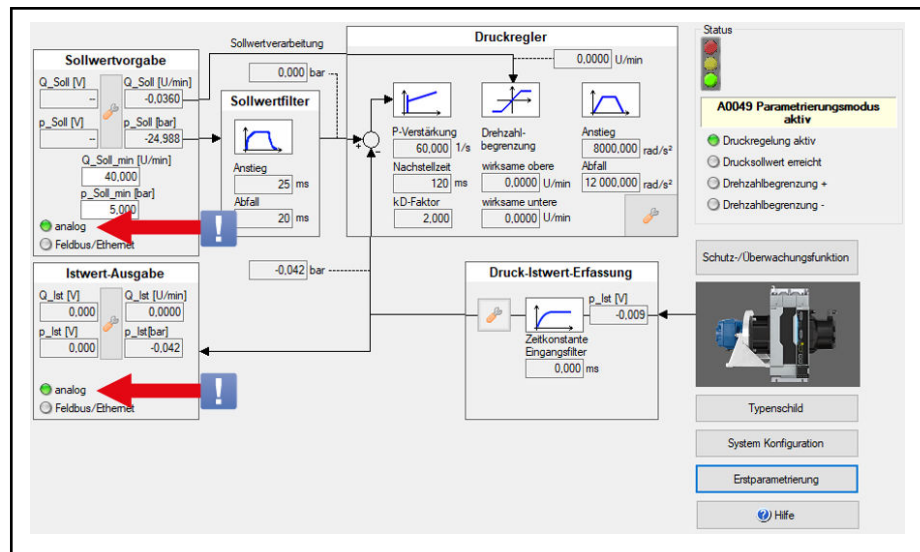 Sollwertvorgabe
Q_Soll [V]
Q_Soll [U/min]
--
-0,0360
p_Soll [V]
p_Soll [bar]
--
-24,988
Q_Soll_min [U/min]
40,000
p_Soll_min [bar]
5,000
analog
Feldbus/Ethernet
Sollwertverarbeitung
0,000 bar
Sollwertfilter
Anstieg
25 ms
Abfall
20 ms
Druckregler
0,0000 U/min
P-Verstärkung
60,000 1/s
Nachstellzeit
120 ms
kD-Faktor
2,000
Drehzahl-
begrenzung
wirksame obere
0,0000 U/min
wirksame untere
0,0000 U/min
Anstieg
8000,000 rad/s²
Abfall
12 000,000 rad/s²
+
-
-0,042 bar
Istwert-Ausgabe
Q_Ist [V]
Q_Ist [U/min]
0,000
0,0000
p_Ist [V]
p_Ist[bar]
0,000
-0,042
analog
Feldbus/Ethernet
!
!
Druck-Istwert-Erfassung
p_Ist [V]
-0,009
Zeitkonstante
Eingangsfilter
0,000 ms
Status
A0049 Parametrierungsmodus
aktiv
Druckregelung aktiv
Drucksollwert erreicht
Drehzahlbegrenzung +
Drehzahlbegrenzung -
Schutz-/Überwachungsfunktion
Typenschild
System Konfiguration
Erstparametrierung
? Hilfe